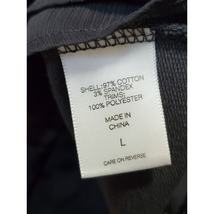 SHELL: 97% COTTON
3% SPANDEX
TRIMS:
100% POLYESTER
MADE IN
CHINA
L
CARE ON REVERSE